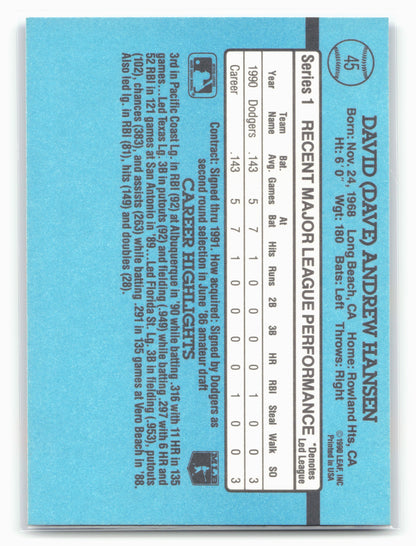 45
DAVID (DAVE) ANDREW HANSEN
Born: Nov. 24, 1968 Long Beach, CA Home: Rowland Hts, CA
Ht: 6' 0" Wgt: 180 Bats: Left Throws: Right
©1990 LEAF, INC
Printed in USA
Series 1 RECENT MAJOR LEAGUE PERFORMANCE *Denotes Led League
Year Team Name Bat. Avg. Games At Bat Hits Runs 2B 3B HR RBI Steal Walk SO
1990 Dodgers .143 5 7 1 0 0 0 0 1 0 0 3
Career .143 5 7 1 0 0 0 0 1 0 0 3
Contract: Signed thru 1991. How acquired: Signed by Dodgers as
second round selection in June '86 amateur draft
CAREER HIGHLIGHTS
3rd in Pacific Coast Lg. in RBI (92) at Albuquerque in '90 while batting .316 with 11 HR in 135
games...Led Texas Lg. 3B in putouts (92) and fielding (.949) while batting .297 with 6 HR and
52 RBI in 121 games at San Antonio in '89...Led Florida St. Lg. 3B in fielding (.953), putouts
(102), chances (383), and assists (263) while batting .291 in 135 games at Vero Beach in '88.
Also led lg. in RBI (81), hits (149) and doubles (28).